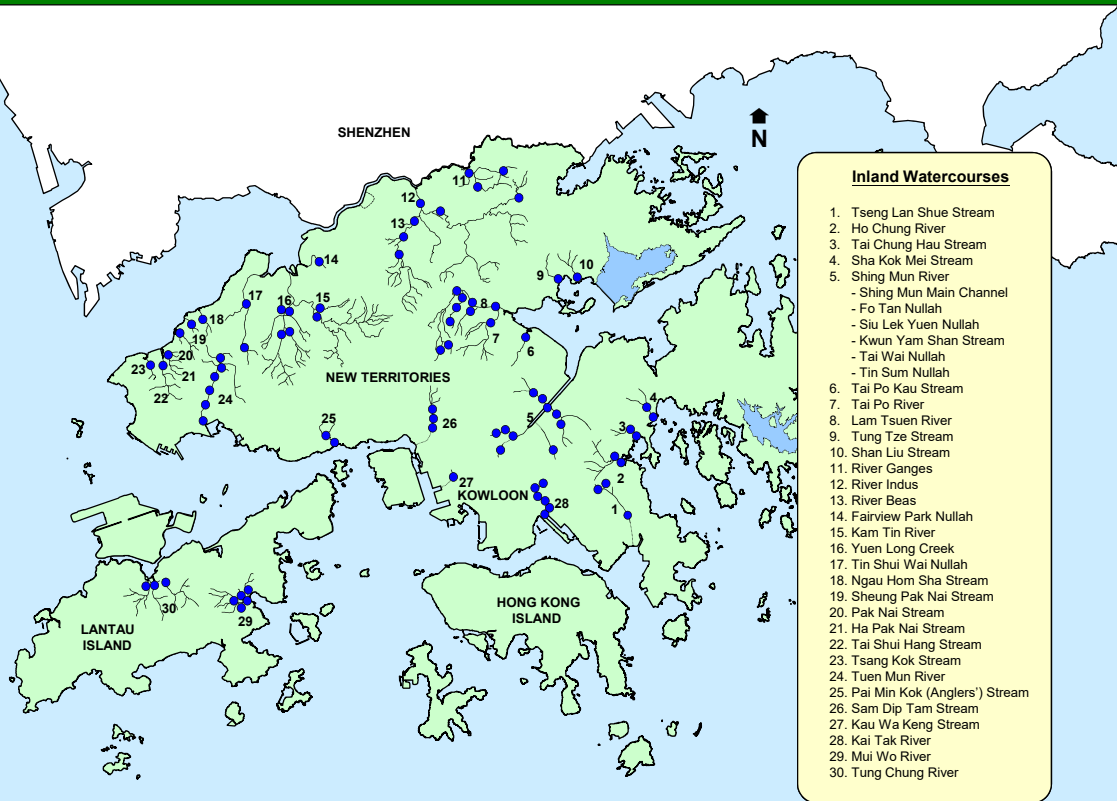 SHENZHEN
N
11
12
13
14
10
9
17
16
15
18
8
7
19
6
20
23
21
NEW TERRITORIES
22
24
4
25
5
26
3
2
27
KOWLOON
28
1
30
HONG KONG
ISLAND
29
LANTAU
ISLAND
Inland Watercourses
1. Tseng Lan Shue Stream
2. Ho Chung River
3. Tai Chung Hau Stream
4. Sha Kok Mei Stream
5. Shing Mun River
- Shing Mun Main Channel
- Fo Tan Nullah
- Siu Lek Yuen Nullah
- Kwun Yam Shan Stream
- Tai Wai Nullah
- Tin Sum Nullah
6. Tai Po Kau Stream
7. Tai Po River
8. Lam Tsuen River
9. Tung Tze Stream
10. Shan Liu Stream
11. River Ganges
12. River Indus
13. River Beas
14. Fairview Park Nullah
15. Kam Tin River
16. Yuen Long Creek
17. Tin Shui Wai Nullah
18. Ngau Hom Sha Stream
19. Sheung Pak Nai Stream
20. Pak Nai Stream
21. Ha Pak Nai Stream
22. Tai Shui Hang Stream
23. Tsang Kok Stream
24. Tuen Mun River
25. Pai Min Kok (Anglers') Stream
26. Sam Dip Tam Stream
27. Kau Wa Keng Stream
28. Kai Tak River
29. Mui Wo River
30. Tung Chung River